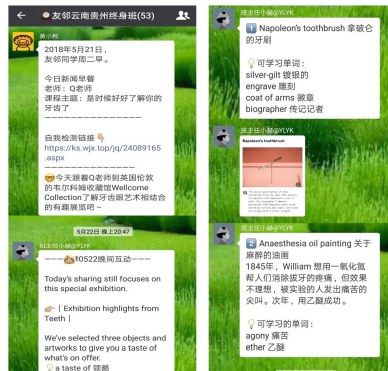 友邻云南贵州终身班(53)
黄小鸭
2018年5月21日，
友邻同学周二早。
今日新闻早餐
老师：Q老师
课程主题：是时候好好了解你的
牙齿了
————————————————
自我检测链接👇
https://ks.wjx.top/jq/24089165
.aspx
————————————————
🤓今天跟着Q老师到英国伦敦
的韦尔科姆收藏馆Wellcome
Collection了解牙齿跟艺术相结合
的有趣展览吧～
5月22日 晚上20:47
班主任小赫@YLYK
———💩0522晚间互动———
Today's sharing still focuses on
this special exhibition.
👉🏻｜Exhibition highlights from
Teeth｜
We've selected three objects and
artworks to give you a taste of
what's on offer.
💡a taste of 领略
班主任小赫@YLYK
1️⃣ Napoleon's toothbrush 拿破仑
的牙刷
💡可学习单词：
silver-gilt 镀银的
engrave 雕刻
coat of arms 徽章
biographer 传记记者
班主任小赫@YLYK
Napoleon's toothbrush
班主任小赫@YLYK
2️⃣ Anaesthesia oil painting 关于
麻醉的油画
1845年，William 想用一氧化氮
帮人们消除拔牙的疼痛，但效果
不理想，被实验的人发出痛苦的
尖叫。次年，用乙醚成功。
💡可学习的单词：
agony 痛苦
ether 乙醚